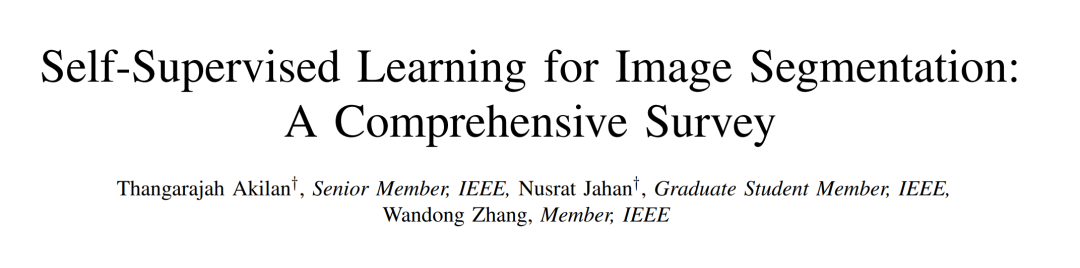 Self-Supervised Learning for Image Segmentation:
A Comprehensive Survey
Thangarajah Akilan†, Senior Member, IEEE, Nusrat Jahan†, Graduate Student Member, IEEE,
Wandong Zhang, Member, IEEE